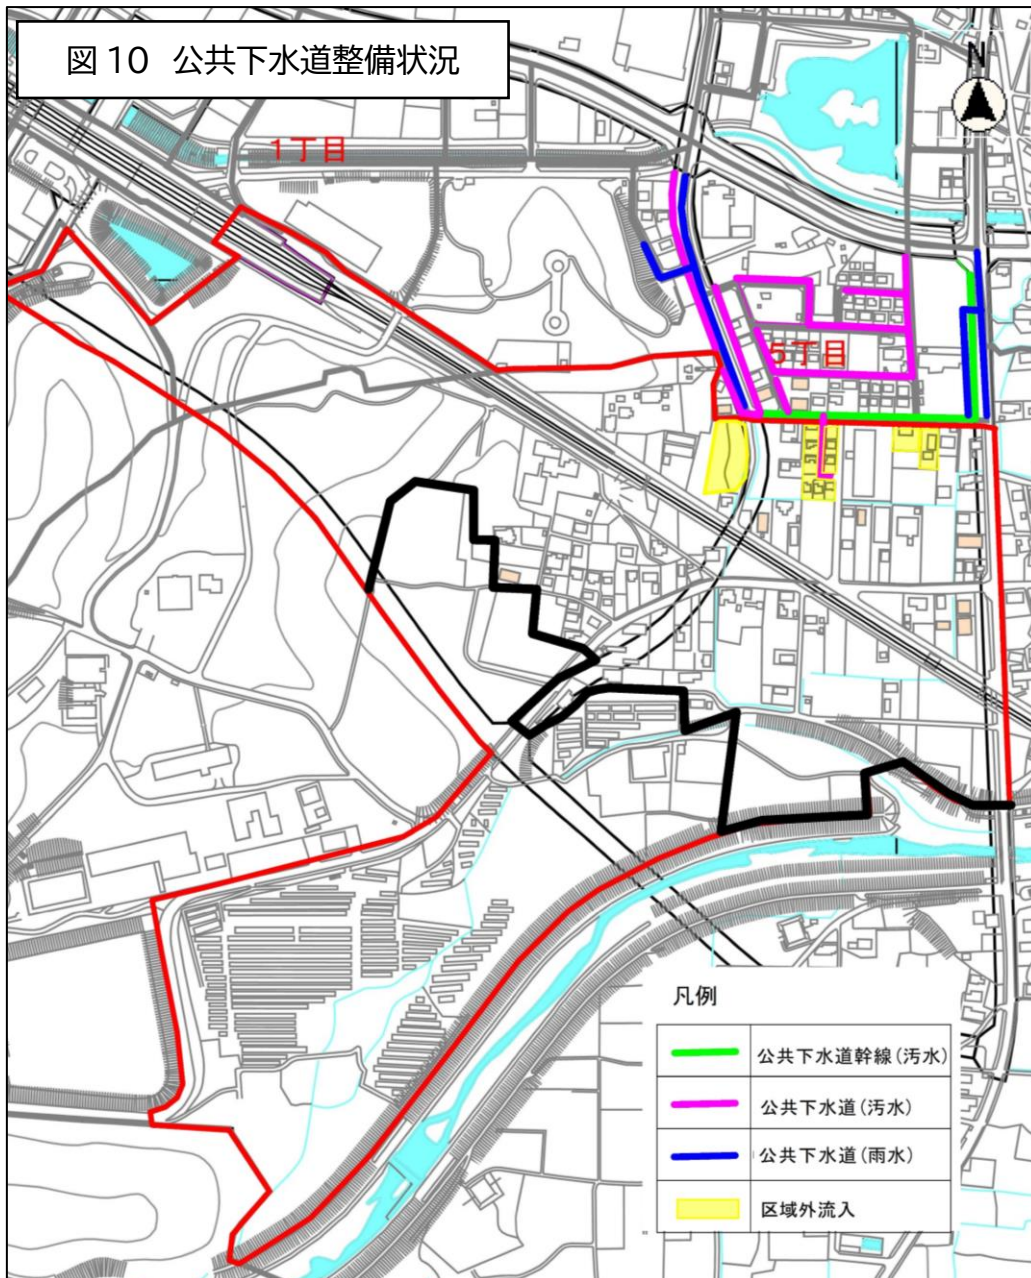 図10 公共下水道整備状況
N
1丁目
5丁目
凡例
公共下水道幹線(汚水)
公共下水道(汚水)
公共下水道(雨水)
区域外流入